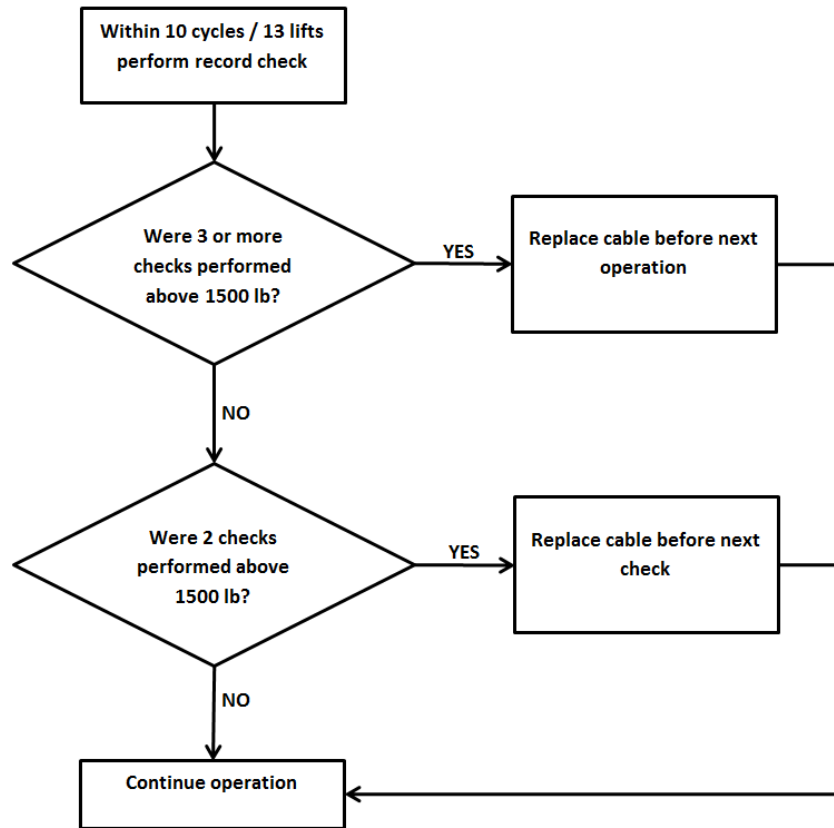 Within 10 cycles / 13 lifts
perform record check
Were 3 or more
checks performed
above 1500 lb?
YES
Replace cable before next
operation
NO
Were 2 checks
performed above
1500 lb?
YES
Replace cable before next
check
NO
Continue operation